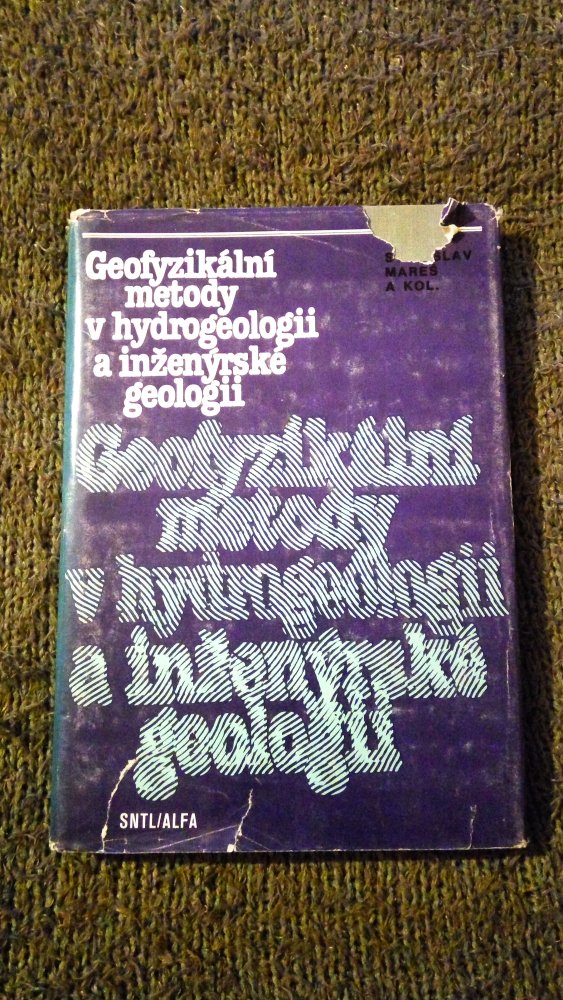 Geofyzikální
metody
v hydrogeologii
a inženýrské
geologii
MAREŠ
A KOL.
Geofyzikální
metody
v hydrogeologii
a inženýrské
geologii
SNTL/ALFA